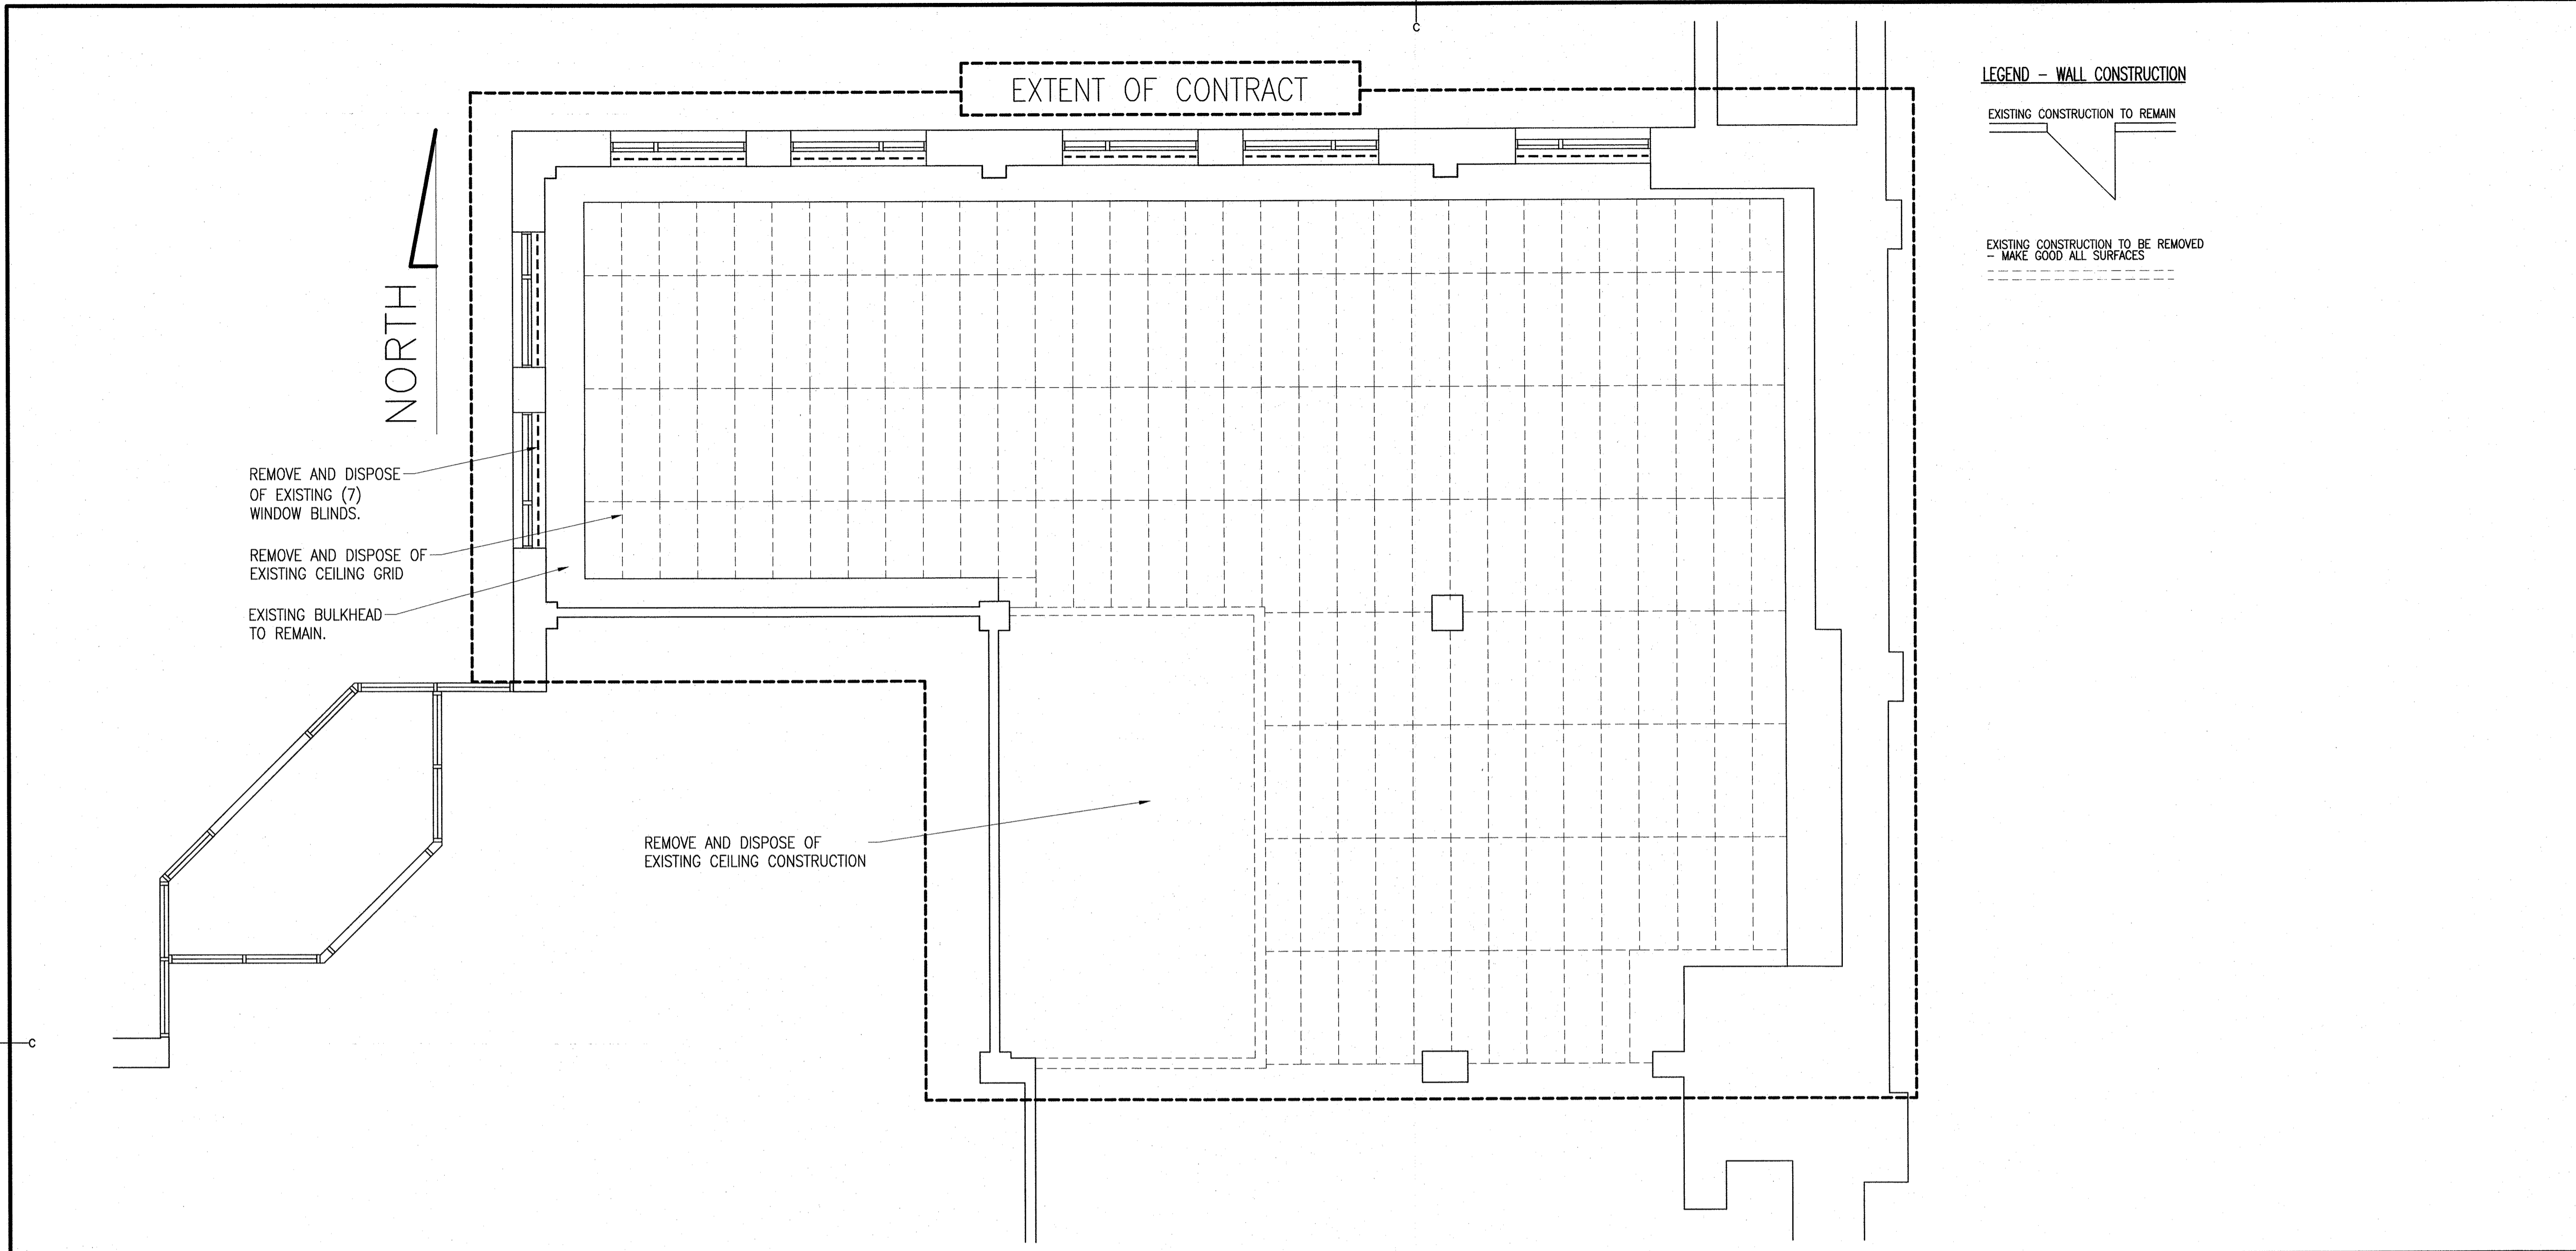 C
EXTENT OF CONTRACT
LEGEND - WALL CONSTRUCTION
EXISTING CONSTRUCTION TO REMAIN
EXISTING CONSTRUCTION TO BE REMOVED
- MAKE GOOD ALL SURFACES
NORTH
REMOVE AND DISPOSE
OF EXISTING (7)
WINDOW BLINDS.
REMOVE AND DISPOSE OF
EXISTING CEILING GRID
EXISTING BULKHEAD
TO REMAIN.
REMOVE AND DISPOSE OF
EXISTING CEILING CONSTRUCTION
C